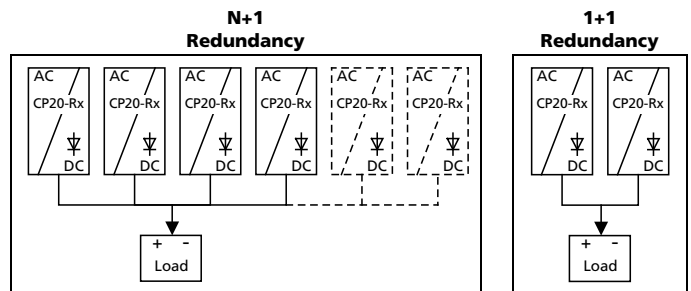 N+1
Redundancy
AC AC AC AC AC AC
CP20-Rx CP20-Rx CP20-Rx CP20-Rx CP20-Rx CP20-Rx
DC DC DC DC DC DC
+ -
Load
1+1
Redundancy
AC AC
CP20-Rx CP20-Rx
DC DC
+ -
Load